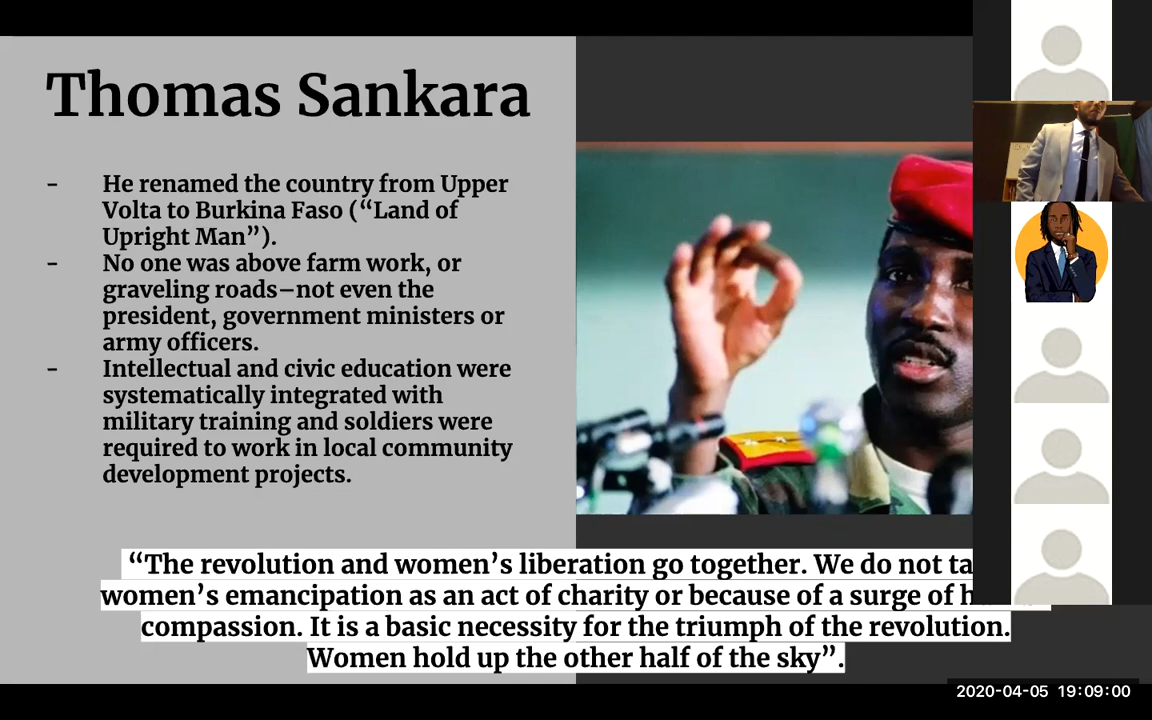 Thomas Sankara
- He renamed the country from Upper
Volta to Burkina Faso (“Land of
Upright Man”).
- No one was above farm work, or
graveling roads—not even the
president, government ministers or
army officers.
- Intellectual and civic education were
systematically integrated with
military training and soldiers were
required to work in local community
development projects.
“The revolution and women’s liberation go together. We do not
women’s emancipation as an act of charity or because of a surge of
compassion. It is a basic necessity for the triumph of the revolution.
Women hold up the other half of the sky”.
2020-04-05 19:09:00